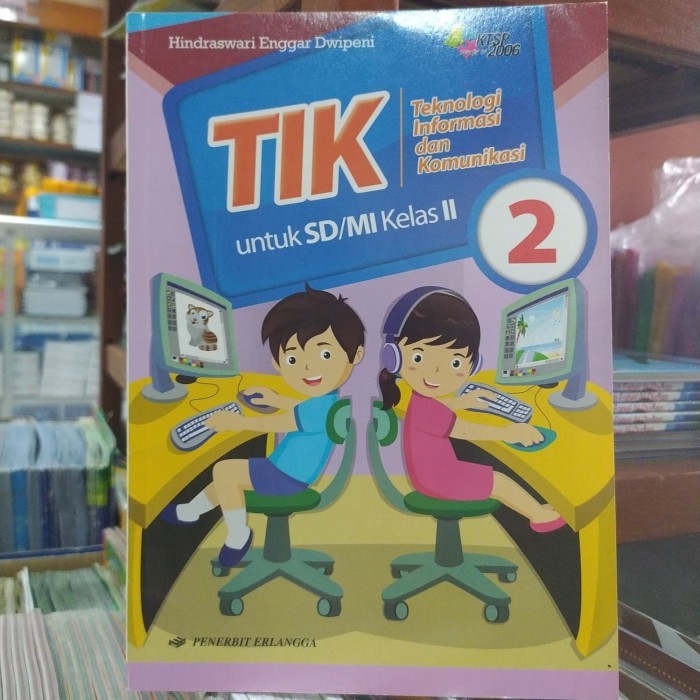 Hindraswari Enggar Dwipeni
KTSP
2006
TIK
Teknologi
Informasi
dan
Komunikasi
untuk SD/MI Kelas II
2
PENERBIT ERLANGGA